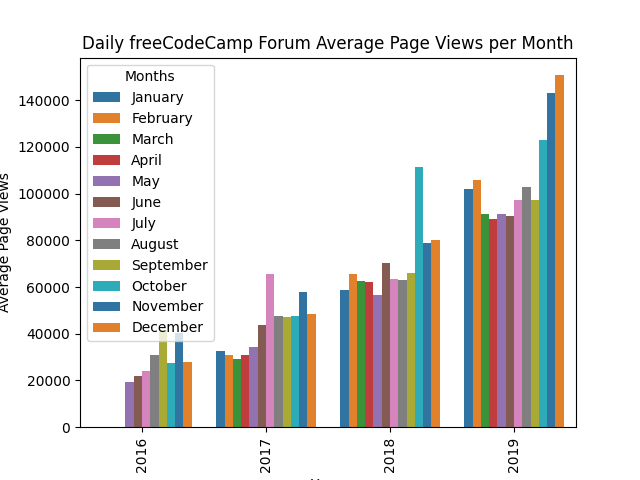 Daily freeCodeCamp Forum Average Page Views per Month
Average Page Views
140000
120000
100000
80000
60000
40000
20000
0
Months
January
February
March
April
May
June
July
August
September
October
November
December
2016
2017
2018
2019